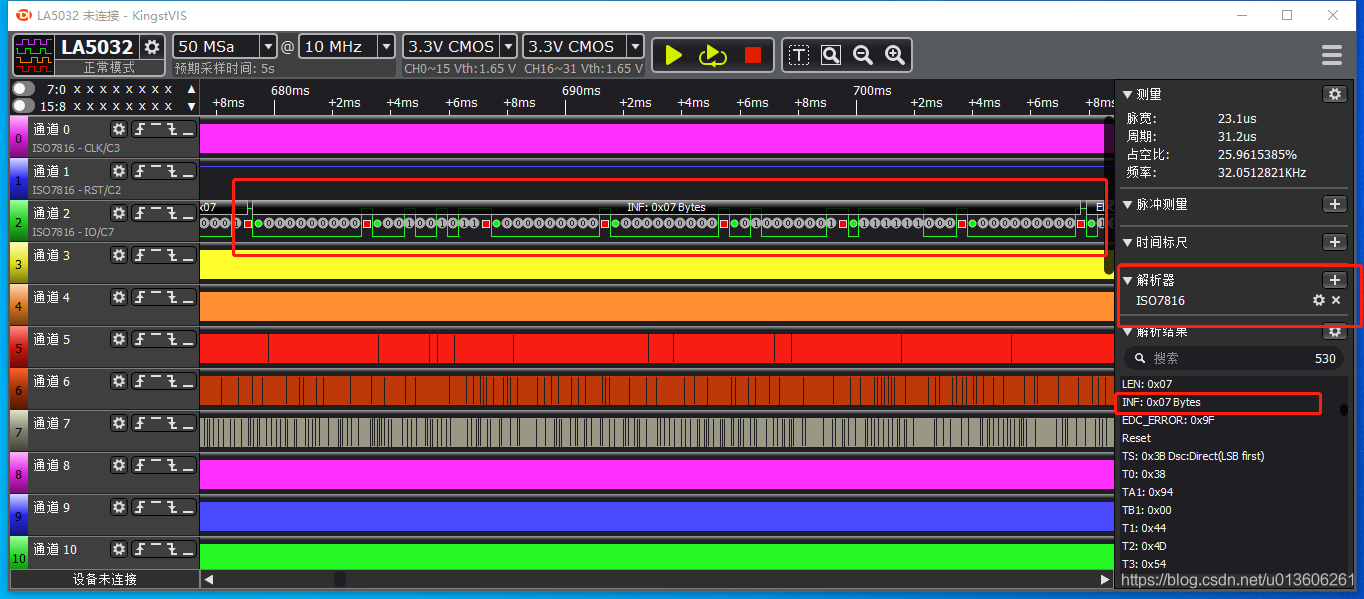 LA5032 未连接 - KingstVIS
LA5032
正常模式
50 MSa @ 10 MHz
预期采样时间: 5s
3.3V CMOS
CH0~15 Vth:1.65 V
3.3V CMOS
CH16~31 Vth:1.65 V
7:0 x x x x x x x x
15:8 x x x x x x x x
680ms 690ms 700ms
+8ms +2ms +4ms +6ms +8ms +2ms +4ms +6ms +8ms +2ms +4ms +6ms +8ms
0 通道 0
ISO7816 - CLK/C3
1 通道 1
ISO7816 - RST/C2
2 通道 2
ISO7816 - IO/C7
x07
INF: 0x07 Bytes
3 通道 3
4 通道 4
5 通道 5
6 通道 6
7 通道 7
8 通道 8
9 通道 9
10 通道 10
设备未连接
测量
脉宽: 23.1us
周期: 31.2us
占空比: 25.9615385%
频率: 32.0512821KHz
脉冲测量
时间标尺
解析器
ISO7816
解析结果
搜索 530
LEN: 0x07
INF: 0x07 Bytes
EDC_ERROR: 0x9F
Reset
TS: 0x3B Dsc:Direct(LSB first)
T0: 0x38
TA1: 0x94
TB1: 0x00
T1: 0x44
T2: 0x4D
T3: 0x54
https://blog.csdn.net/u013606261